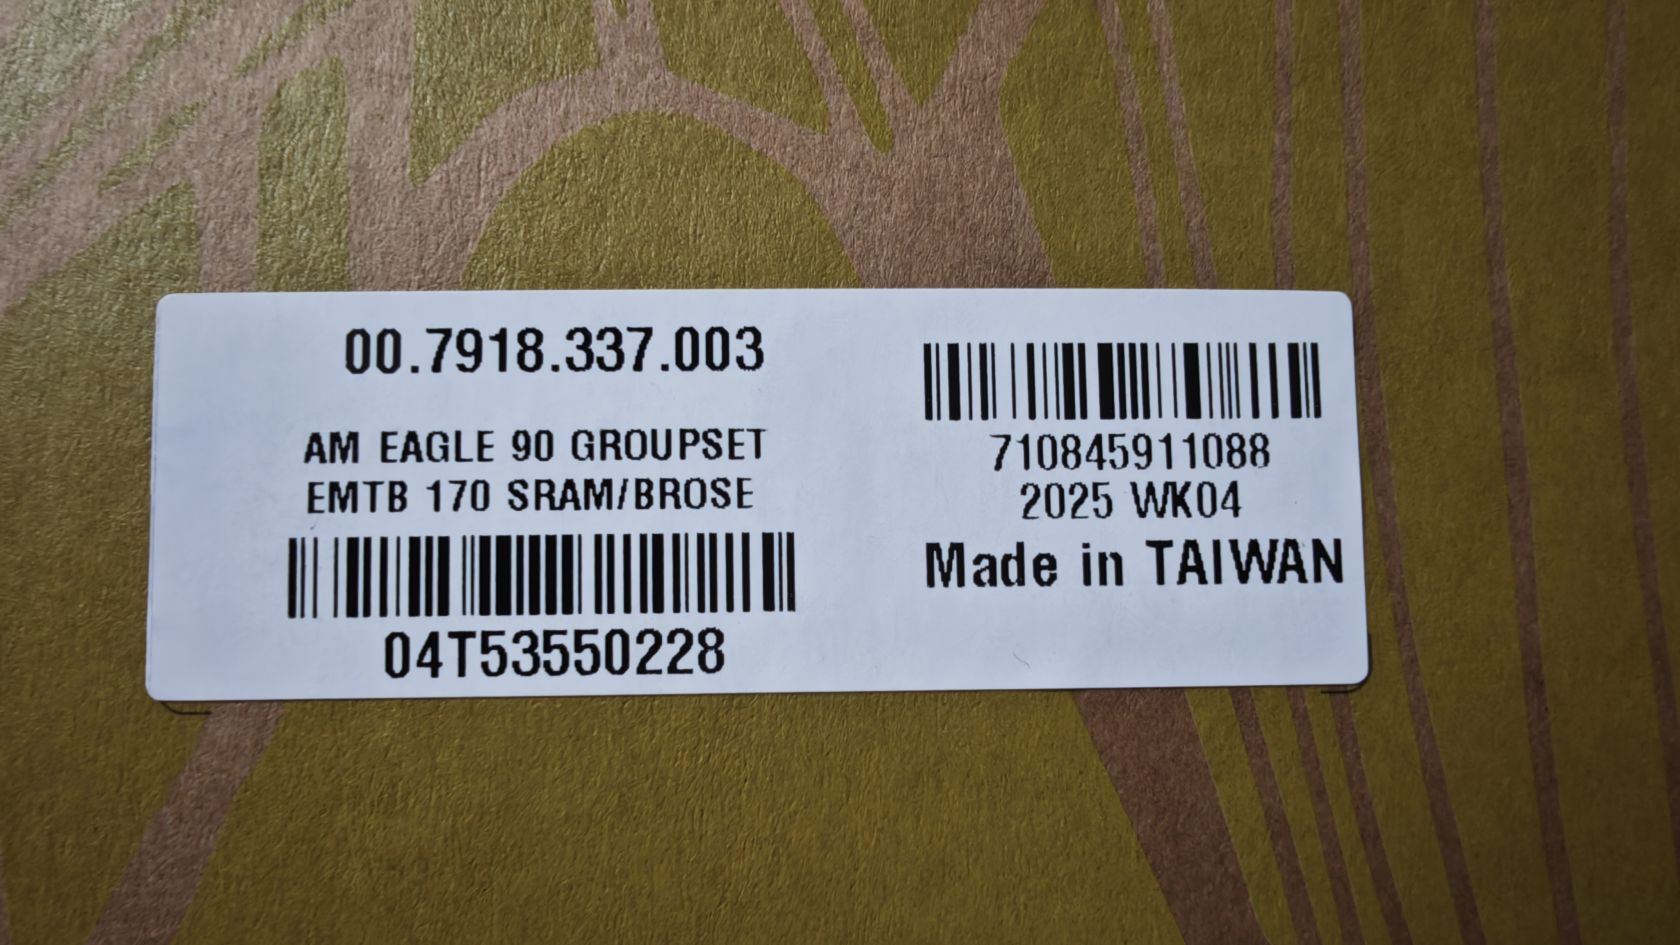 00.7918.337.003
AM EAGLE 90 GROUPSET
EMTB 170 SRAM/BROSE
04T53550228
710845911088
2025 WK04
Made in TAIWAN